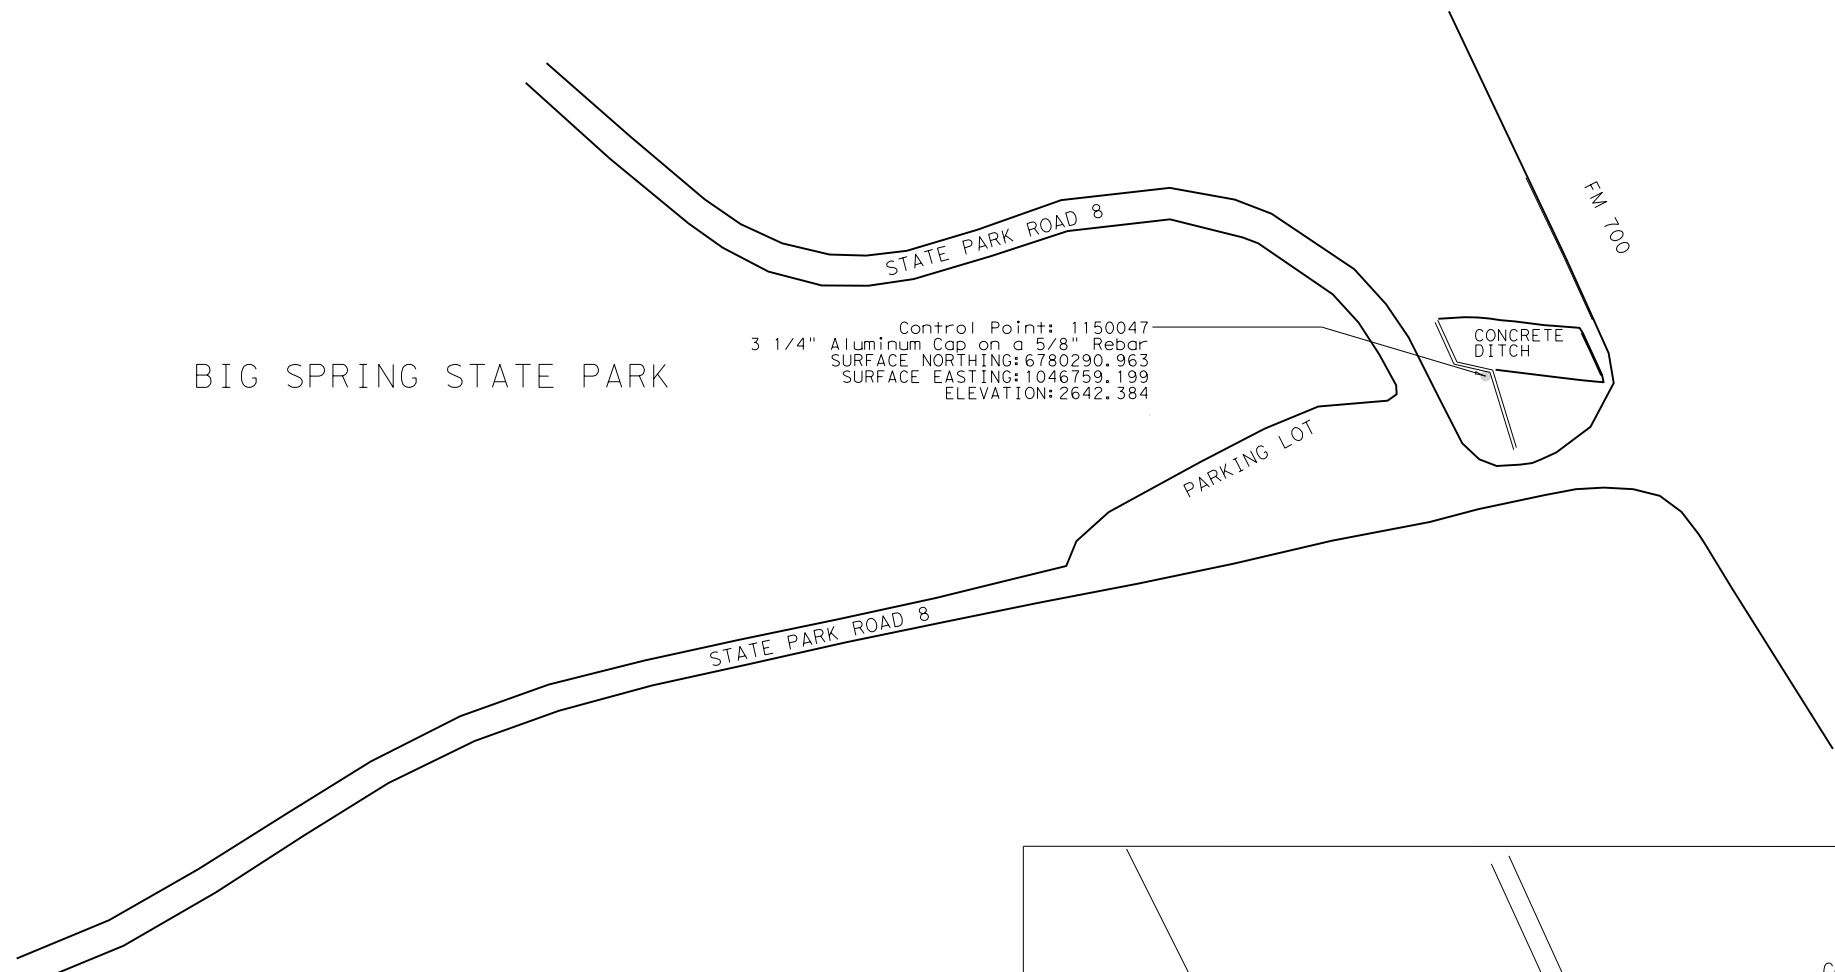 FM 700
STATE PARK ROAD 8
Control Point: 1150047
3 1/4" Aluminum Cap on a 5/8" Rebar
SURFACE NORTHING:6780290.963
SURFACE EASTING:1046759.199
ELEVATION:2642.384
CONCRETE
DITCH
BIG SPRING STATE PARK
PARKING LOT
STATE PARK ROAD 8